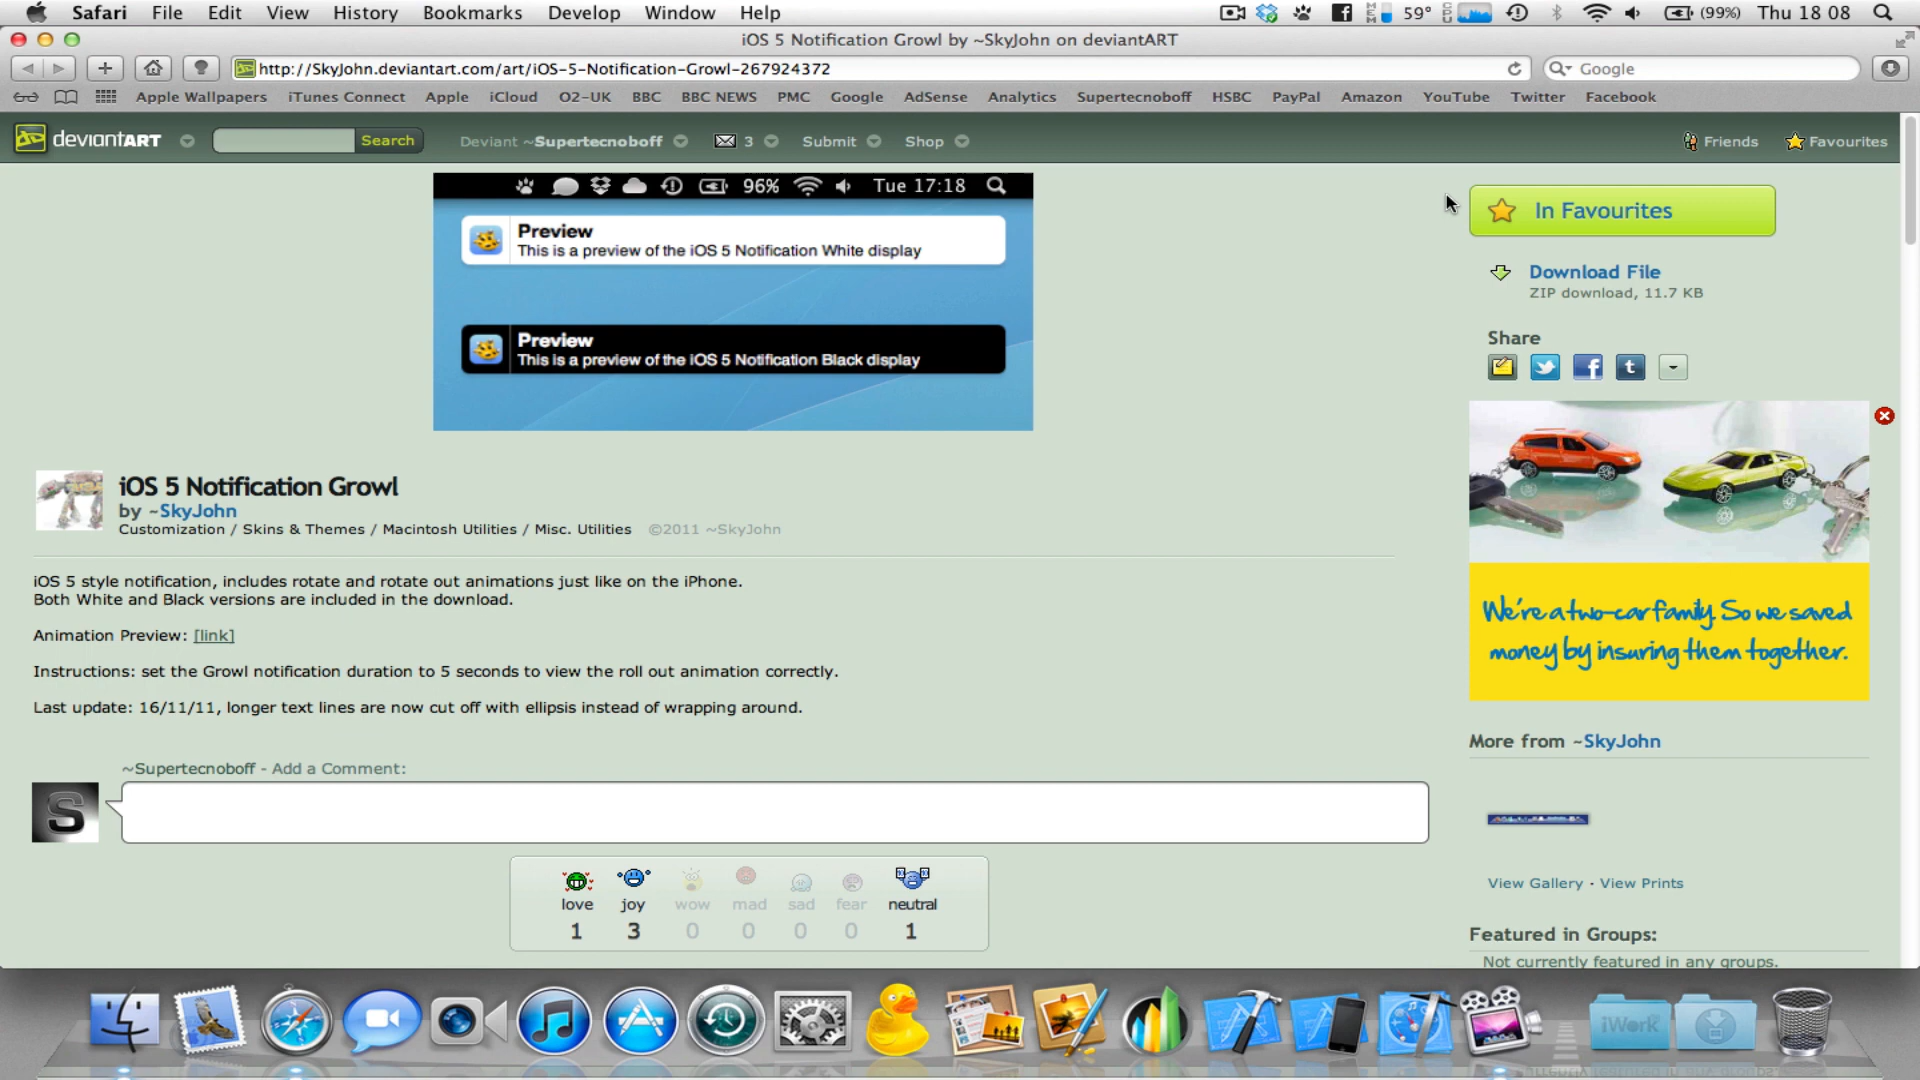 Safari File Edit View History Bookmarks Develop Window Help 59° (99%) Thu 18 08
iOS 5 Notification Growl by ~SkyJohn on deviantART
http://SkyJohn.deviantart.com/art/iOS-5-Notification-Growl-267924372 Google
Apple Wallpapers iTunes Connect Apple iCloud O2-UK BBC BBC NEWS PMC Google AdSense Analytics Supertecnoboff HSBC PayPal Amazon YouTube Twitter Facebook
deviantART Search Deviant ~Supertecnoboff 3 Submit Shop Friends Favourites
96% Tue 17:18
Preview
This is a preview of the iOS 5 Notification White display
Preview
This is a preview of the iOS 5 Notification Black display
In Favourites
Download File
ZIP download, 11.7 KB
Share
We're a two-car family. So we saved
money by insuring them together.
iOS 5 Notification Growl
by ~SkyJohn
Customization / Skins & Themes / Macintosh Utilities / Misc. Utilities ©2011 ~SkyJohn
iOS 5 style notification, includes rotate and rotate out animations just like on the iPhone.
Both White and Black versions are included in the download.
Animation Preview: [link]
Instructions: set the Growl notification duration to 5 seconds to view the roll out animation correctly.
Last update: 16/11/11, longer text lines are now cut off with ellipsis instead of wrapping around.
~Supertecnoboff - Add a Comment:
S
love joy wow mad sad fear neutral
1 3 0 0 0 0 1
More from ~SkyJohn
View Gallery · View Prints
Featured in Groups:
Not currently featured in any groups.
iWork